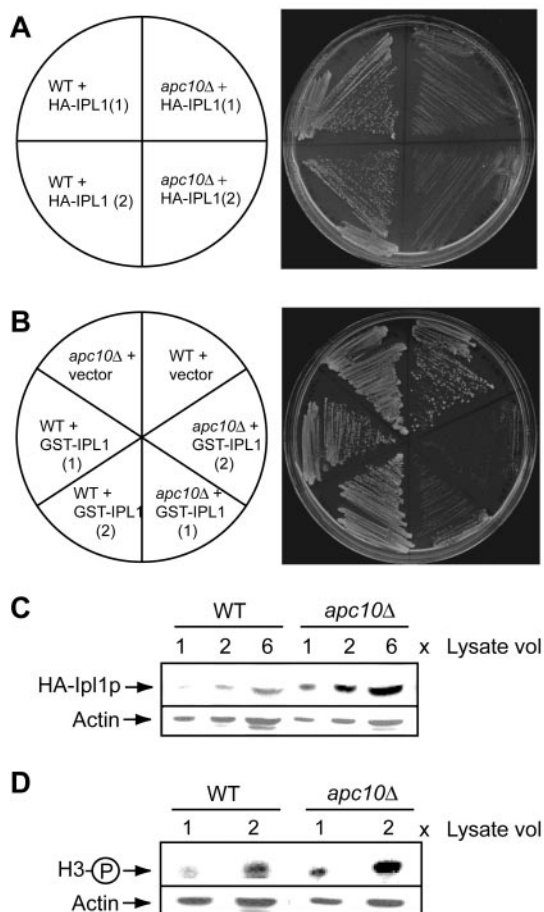 A
WT +
HA-IPL1(1)
apc10Δ +
HA-IPL1(1)
WT +
HA-IPL1 (2)
apc10Δ +
HA-IPL1(2)
B
apc10Δ +
vector
WT +
vector
WT +
GST-IPL1
(1)
apc10Δ +
GST-IPL1
(2)
WT +
GST-IPL1
(2)
apc10Δ +
GST-IPL1
(1)
C
WT apc10Δ
1 2 6 1 2 6 x Lysate vol
HA-Ipl1p
Actin
D
WT apc10Δ
1 2 1 2 x Lysate vol
H3-P
Actin